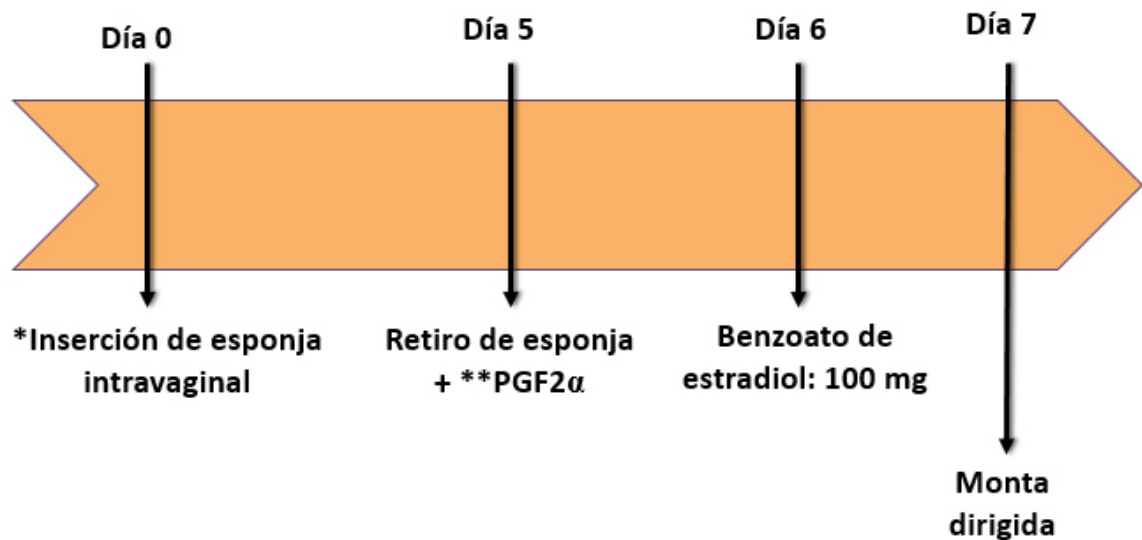 Día 0
Día 5
Día 6
Día 7
*Inserción de esponja
intravaginal
Retiro de esponja
+ **PGF2α
Benzoato de
estradiol: 100 mg
Monta
dirigida